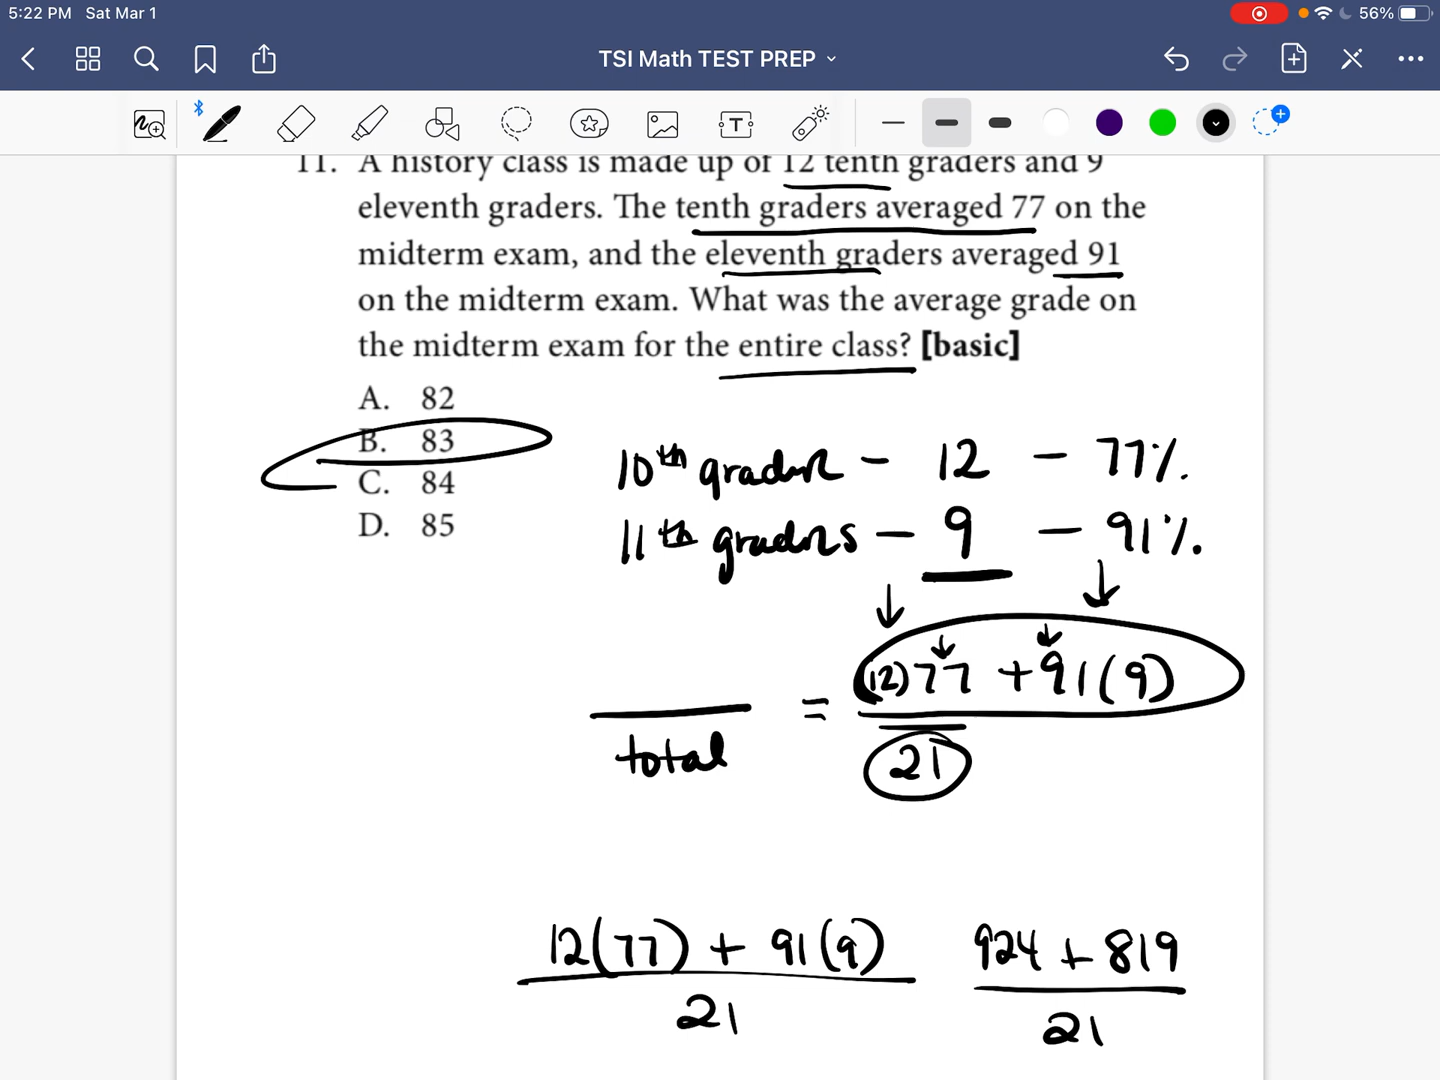 5:22 PM Sat Mar 1
56%
TSI Math TEST PREP
T
11. A history class is made up of 12 tenth graders and 9
eleventh graders. The tenth graders averaged 77 on the
midterm exam, and the eleventh graders averaged 91
on the midterm exam. What was the average grade on
the midterm exam for the entire class? [basic]
A. 82
B. 83
C. 84
D. 85
10th graders - 12 - 77%
11th graders - 9 - 91%
total = (12)77 + 91(9)
21
12(77) + 91(9)
21
924 + 819
21